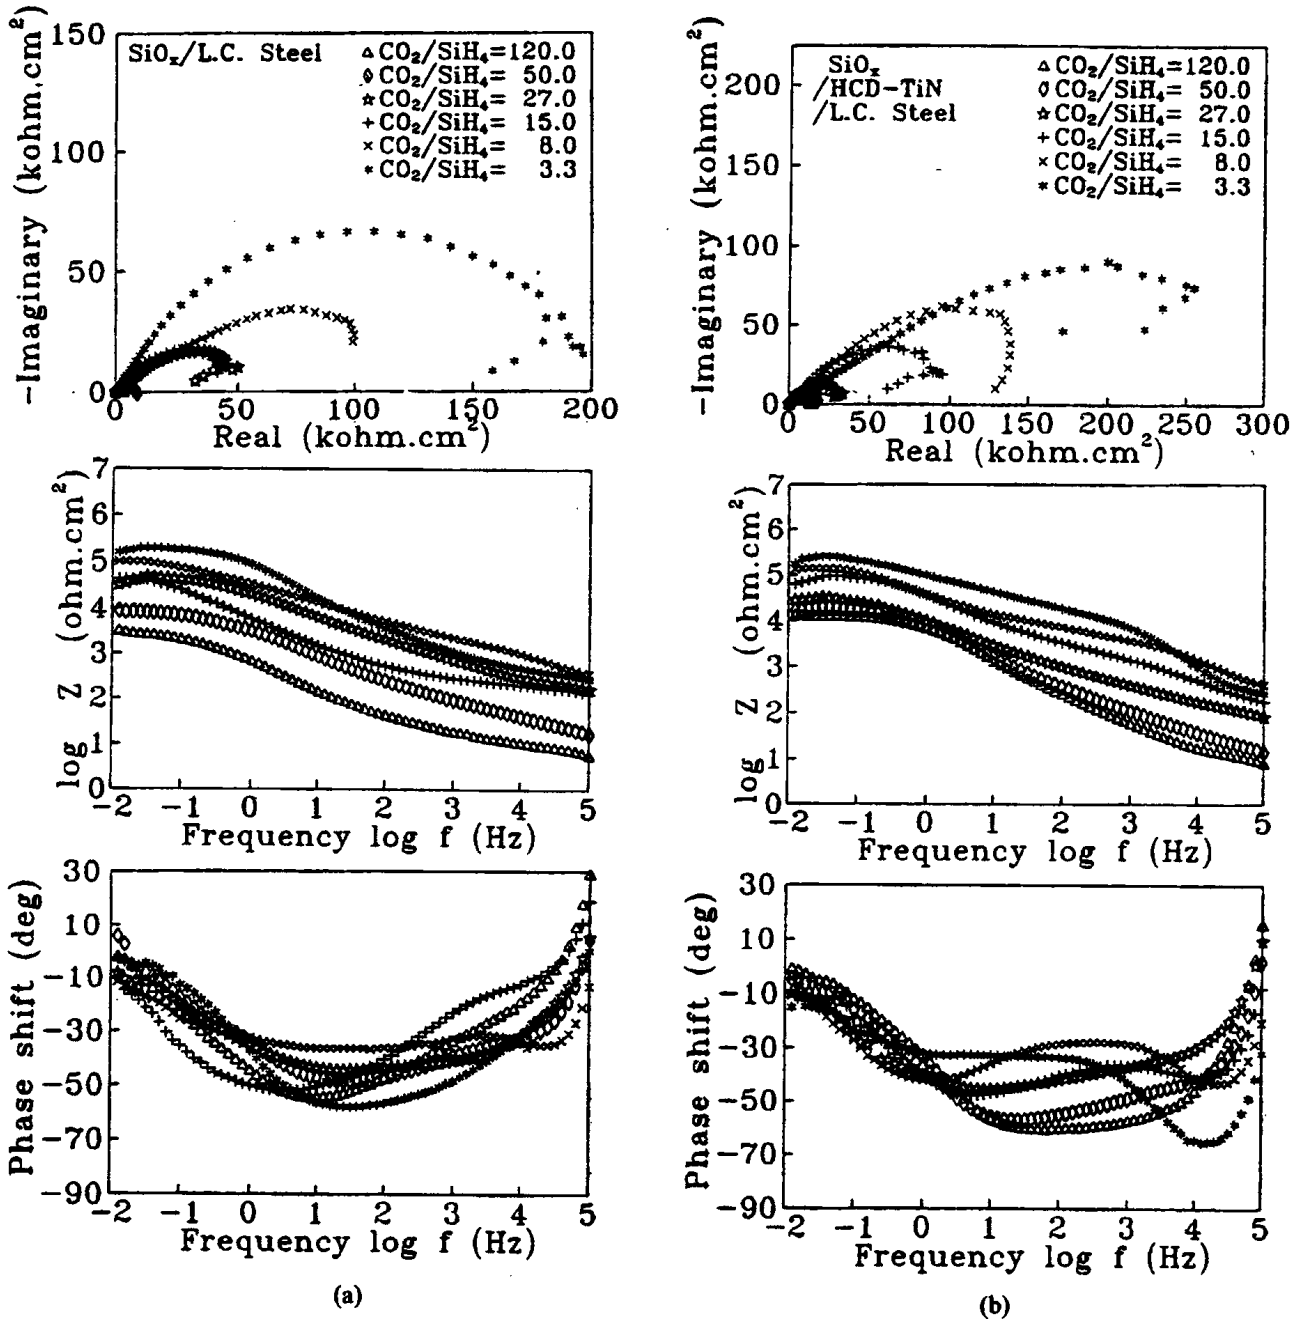 SiOx/L.C. Steel
△ CO2/SiH4=120.0
◊ CO2/SiH4= 50.0
☆ CO2/SiH4= 27.0
+ CO2/SiH4= 15.0
× CO2/SiH4= 8.0
* CO2/SiH4= 3.3
-Imaginary (kohm.cm2)
150
100
50
0
0 50 100 150 200
Real (kohm.cm2)
log Z (ohm.cm2)
7
6
5
4
3
2
1
0
-2 -1 0 1 2 3 4 5
Frequency log f (Hz)
Phase shift (deg)
30
10
-10
-30
-50
-70
-90
-2 -1 0 1 2 3 4 5
Frequency log f (Hz)
(a)
SiOx
/HCD-TiN
/L.C. Steel
△ CO2/SiH4=120.0
◊ CO2/SiH4= 50.0
☆ CO2/SiH4= 27.0
+ CO2/SiH4= 15.0
× CO2/SiH4= 8.0
* CO2/SiH4= 3.3
-Imaginary (kohm.cm2)
200
150
100
50
0
0 50 100 150 200 250 300
Real (kohm.cm2)
log Z (ohm.cm2)
7
6
5
4
3
2
1
0
-2 -1 0 1 2 3 4 5
Frequency log f (Hz)
Phase shift (deg)
30
10
-10
-30
-50
-70
-90
-2 -1 0 1 2 3 4 5
Frequency log f (Hz)
(b)